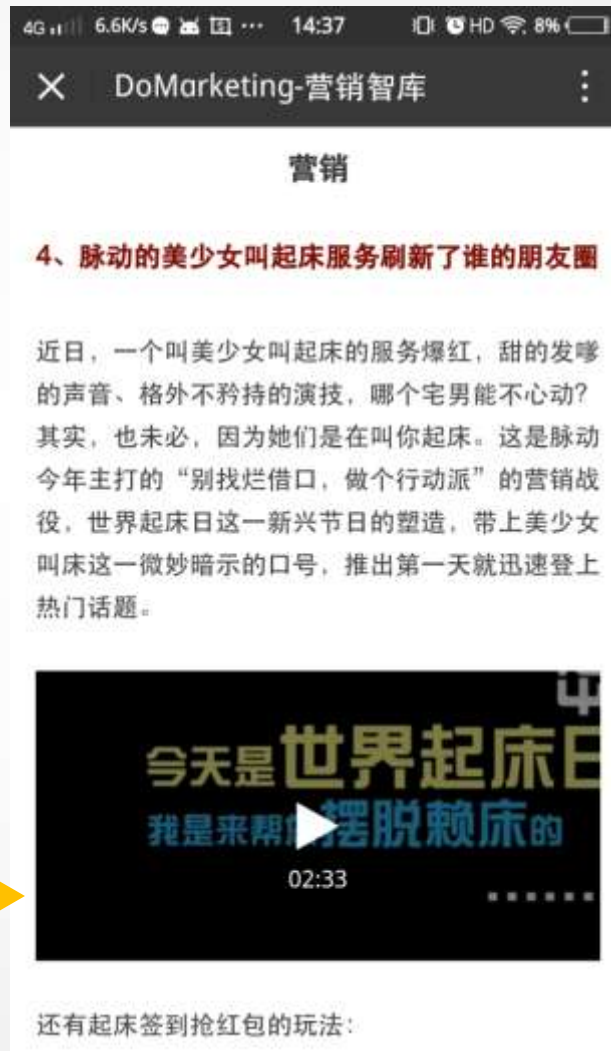 4G 6.6K/s ··· 14:37 HD 8%
DoMarketing-营销智库
营销
4、脉动的美少女叫起床服务刷新了谁的朋友圈
近日，一个叫美少女叫起床的服务爆红，甜的发嗲
的声音、格外不矜持的演技，哪个宅男能不心动？
其实，也未必，因为她们是在叫你起床。这是脉动
今年主打的“别找烂借口，做个行动派”的营销战
役，世界起床日这一新兴节日的塑造，带上美少女
叫床这一微妙暗示的口号，推出第一天就迅速登上
热门话题。
今天是世界起床日
我是来帮 摆脱赖床的
02:33
还有起床签到抢红包的玩法：